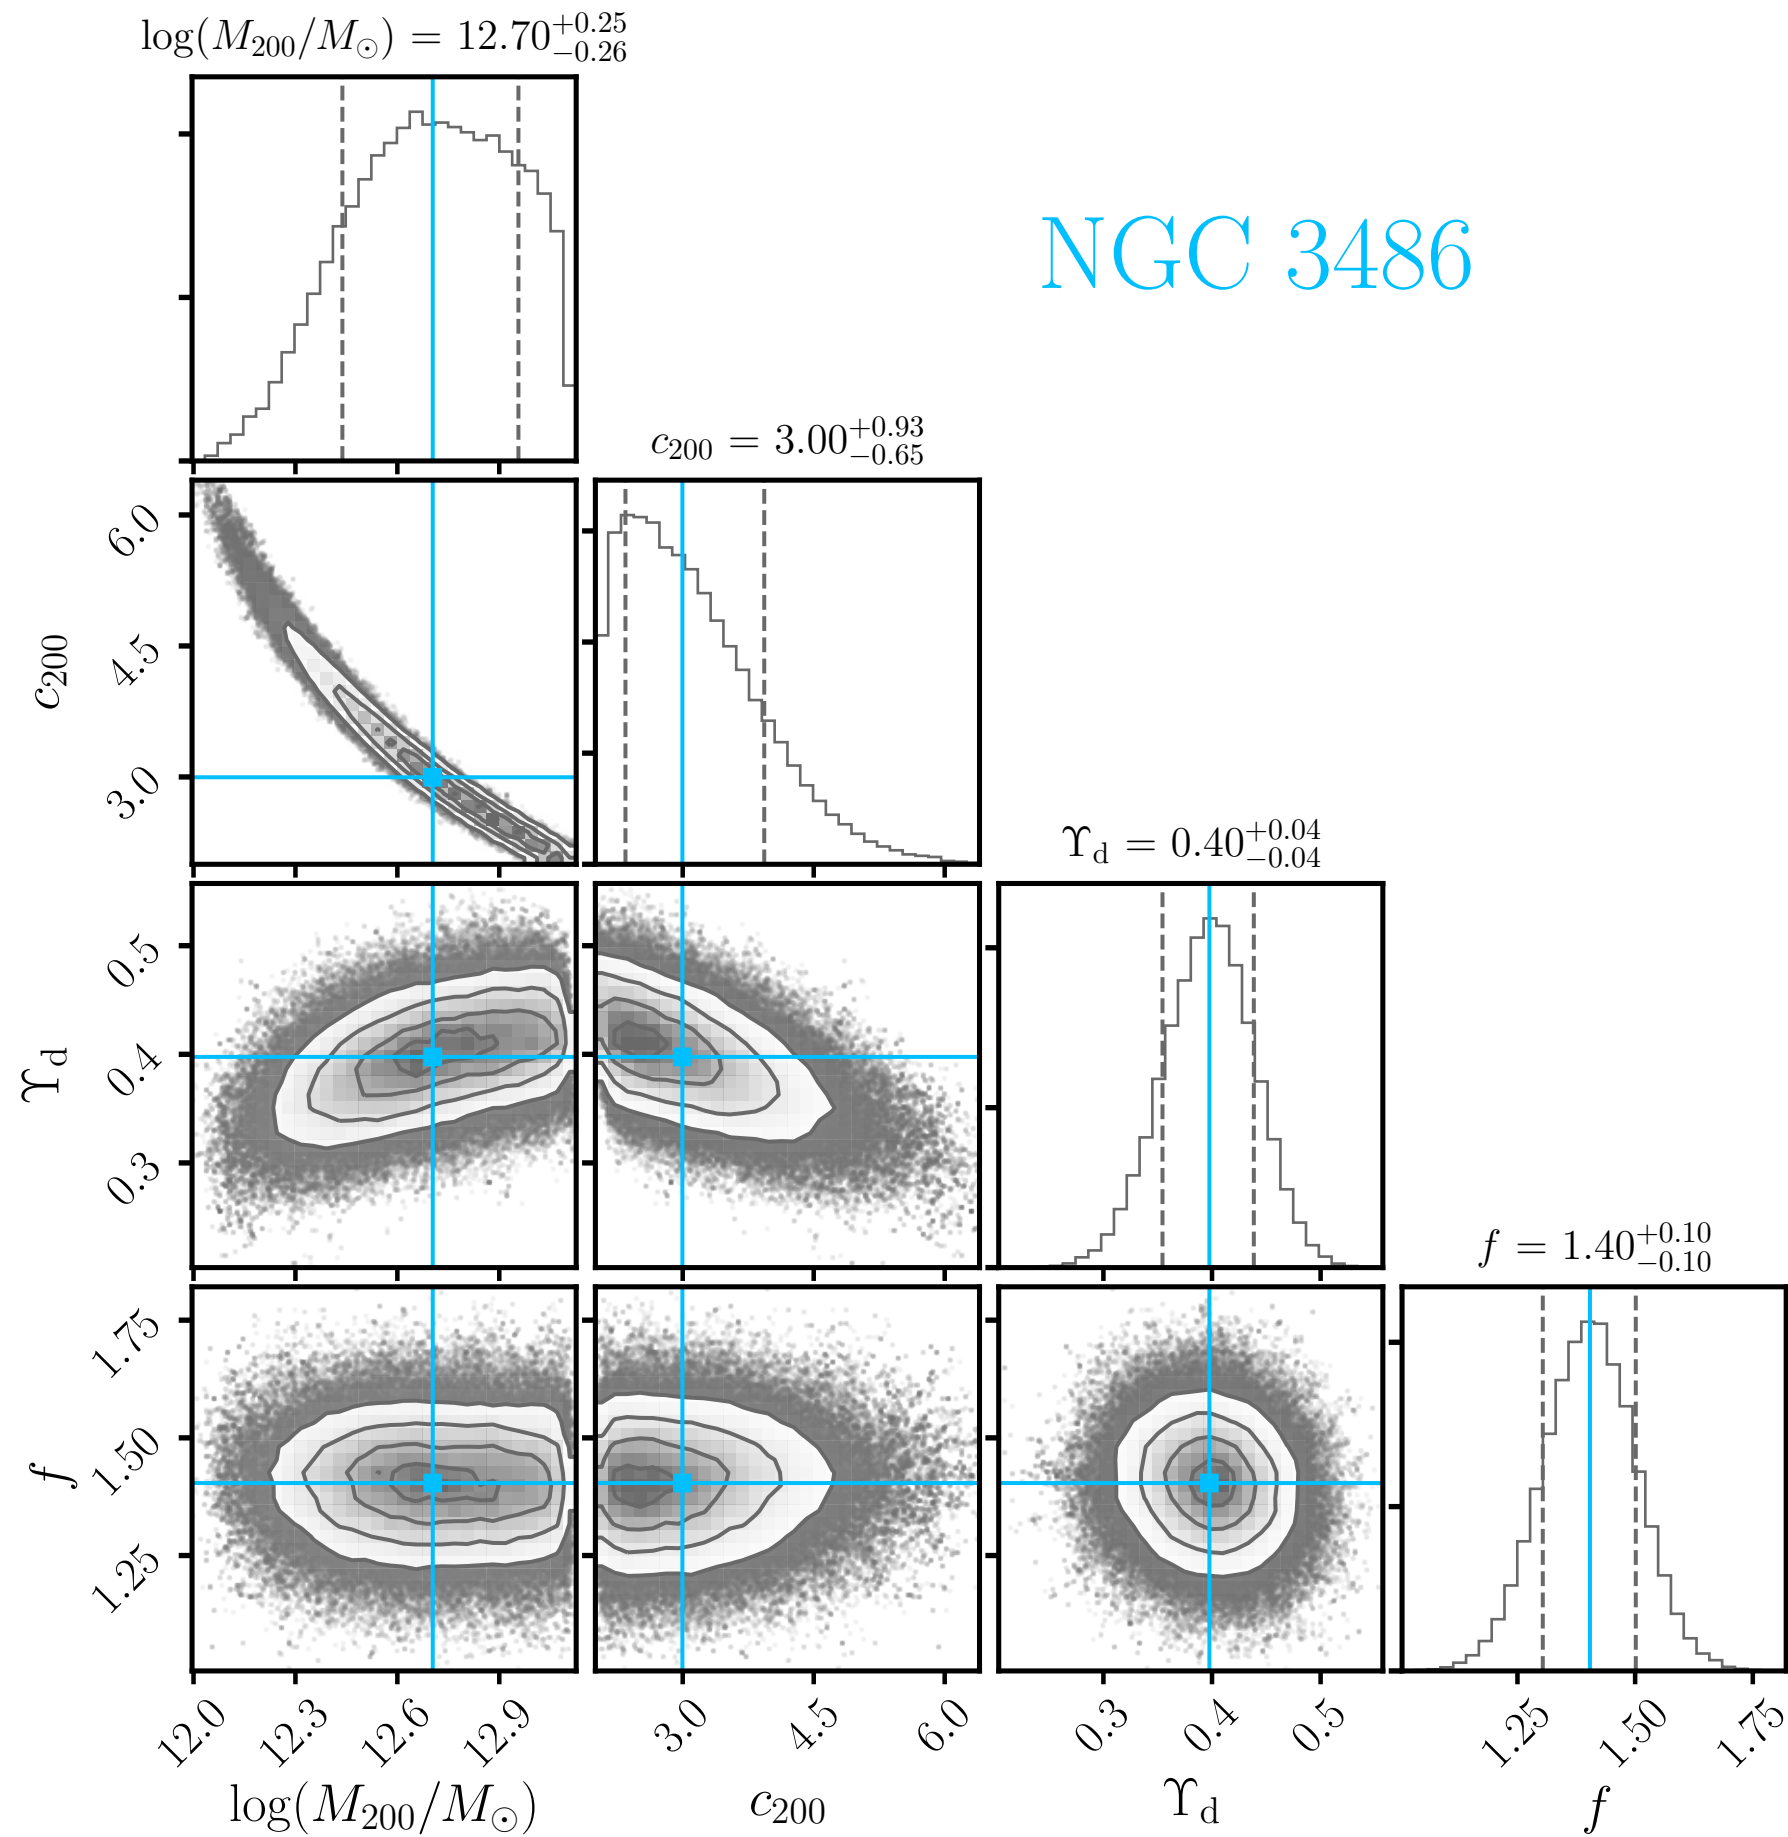 log(M₂₀₀/M⊙) = 12.70 +0.25 −0.26
NGC 3486
c₂₀₀ = 3.00 +0.93 −0.65
6.0
4.5
3.0
c₂₀₀
ϒd = 0.40 +0.04 −0.04
0.5
0.4
0.3
ϒd
f = 1.40 +0.10 −0.10
1.75
1.50
1.25
f
12.0 12.3 12.6 12.9 3.0 4.5 6.0 0.3 0.4 0.5 1.25 1.50 1.75
log(M₂₀₀/M⊙) c₂₀₀ ϒd f